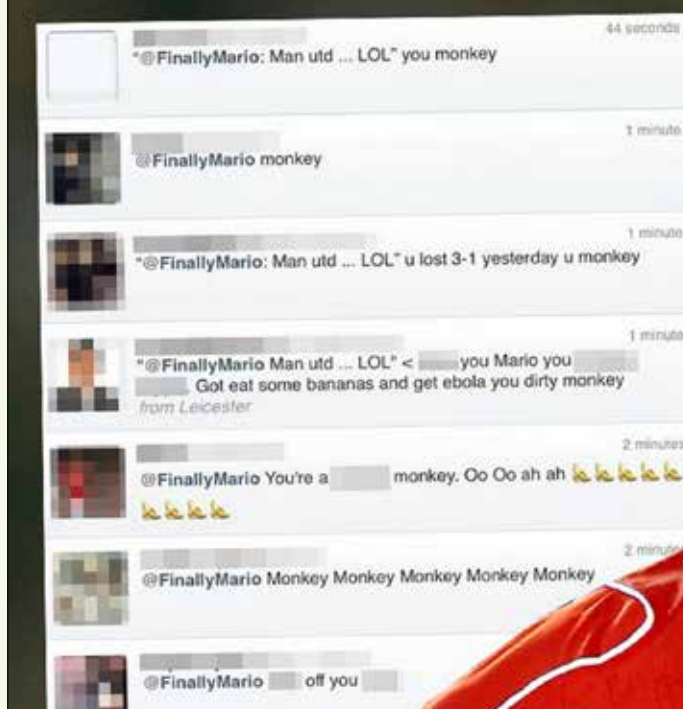 44 seconds
"@FinallyMario: Man utd ... LOL" you monkey
1 minute
@FinallyMario monkey
1 minute
"@FinallyMario: Man utd ... LOL" u lost 3-1 yesterday u monkey
1 minute
"@FinallyMario Man utd ... LOL" < you Mario you
. Got eat some bananas and get ebola you dirty monkey
from Leicester
2 minutes
@FinallyMario You're a monkey. Oo Oo ah ah 🍌🍌🍌🍌🍌
🍌🍌🍌🍌
2 minutes
@FinallyMario Monkey Monkey Monkey Monkey Monkey
@FinallyMario off you